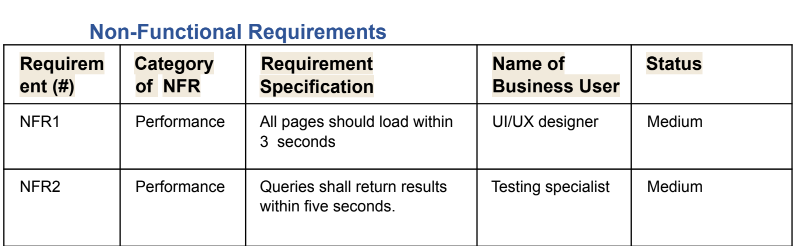 Non-Functional Requirements
Requirem Category Requirement Name of Status
ent (#) of NFR Specification Business User
NFR1 Performance All pages should load within UI/UX designer Medium
3 seconds
NFR2 Performance Queries shall return results Testing specialist Medium
within five seconds.